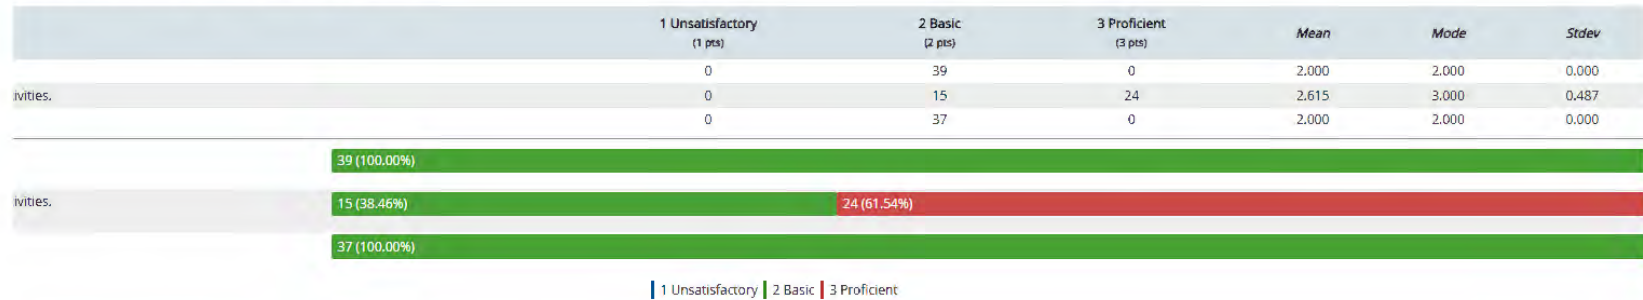 1 Unsatisfactory 2 Basic 3 Proficient Mean Mode Stdev
(1 pts) (2 pts) (3 pts)
0 39 0 2.000 2.000 0.000
ivities. 0 15 24 2.615 3.000 0.487
0 37 0 2.000 2.000 0.000
39 (100.00%)
ivities. 15 (38.46%) 24 (61.54%)
37 (100.00%)
1 Unsatisfactory 2 Basic 3 Proficient